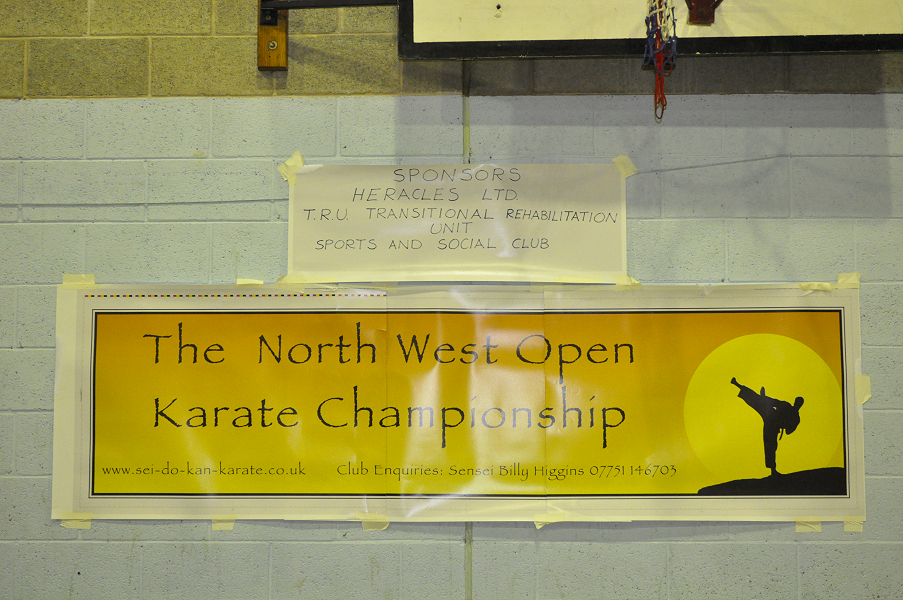 SPONSORS
HERACLES LTD.
T.R.U. TRANSITIONAL REHABILITATION
UNIT
SPORTS AND SOCIAL CLUB
The North West Open
Karate Championship
www.sei-do-kan-karate.co.uk Club Enquiries: Sensei Billy Higgins 07751 146703